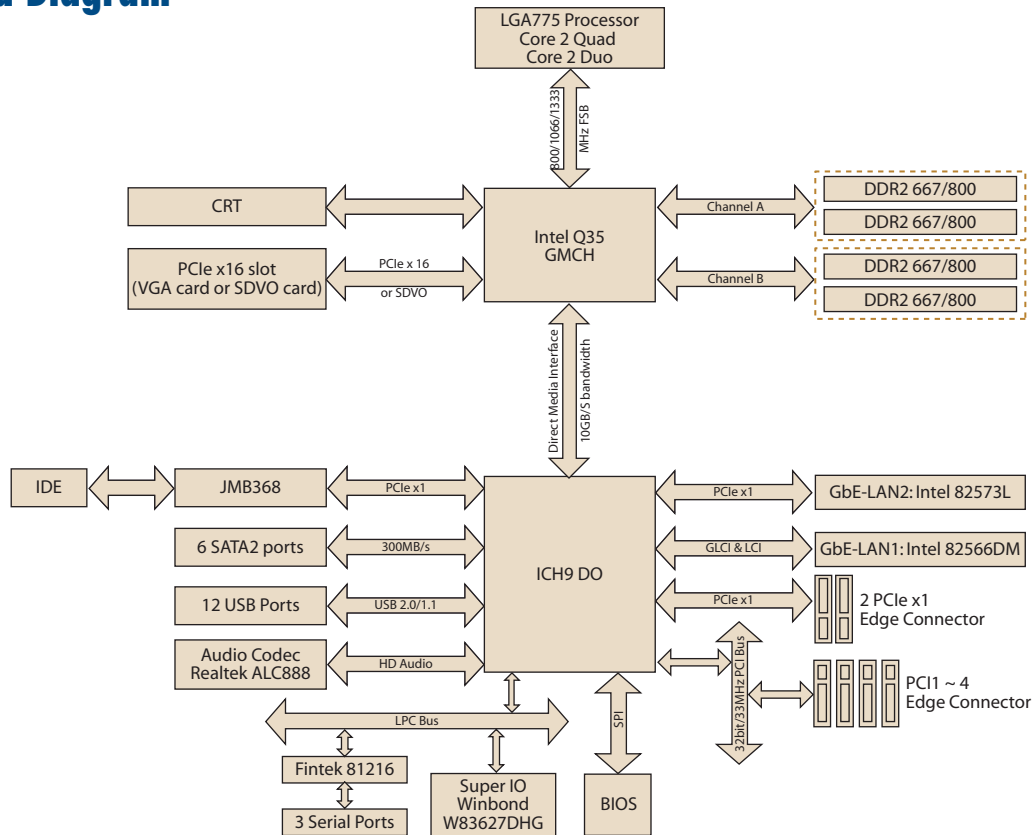 Diagram
LGA775 Processor
Core 2 Quad
Core 2 Duo
800/1066/1333
MHz FSB
CRT
Intel Q35
GMCH
Channel A
DDR2 667/800
DDR2 667/800
PCIe x16 slot
(VGA card or SDVO card)
PCIe x 16
or SDVO
Channel B
DDR2 667/800
DDR2 667/800
Direct Media Interface
10GB/S bandwidth
IDE
JMB368
PCIe x1
ICH9 DO
PCIe x1
GbE-LAN2: Intel 82573L
6 SATA2 ports
300MB/s
GLCI & LCI
GbE-LAN1: Intel 82566DM
12 USB Ports
USB 2.0/1.1
PCIe x1
2 PCIe x1
Edge Connector
Audio Codec
Realtek ALC888
HD Audio
32bit/33MHz PCI Bus
PCI1 ~ 4
Edge Connector
LPC Bus
SPI
Fintek 81216
3 Serial Ports
Super IO
Winbond
W83627DHG
BIOS